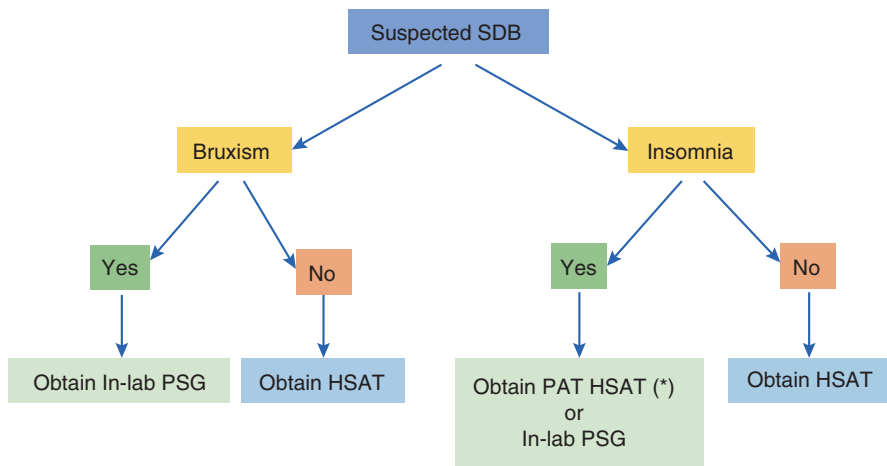 Suspected SDB
Bruxism
Insomnia
Yes
No
Yes
No
Obtain In-lab PSG
Obtain HSAT
Obtain PAT HSAT (*)
or
In-lab PSG
Obtain HSAT